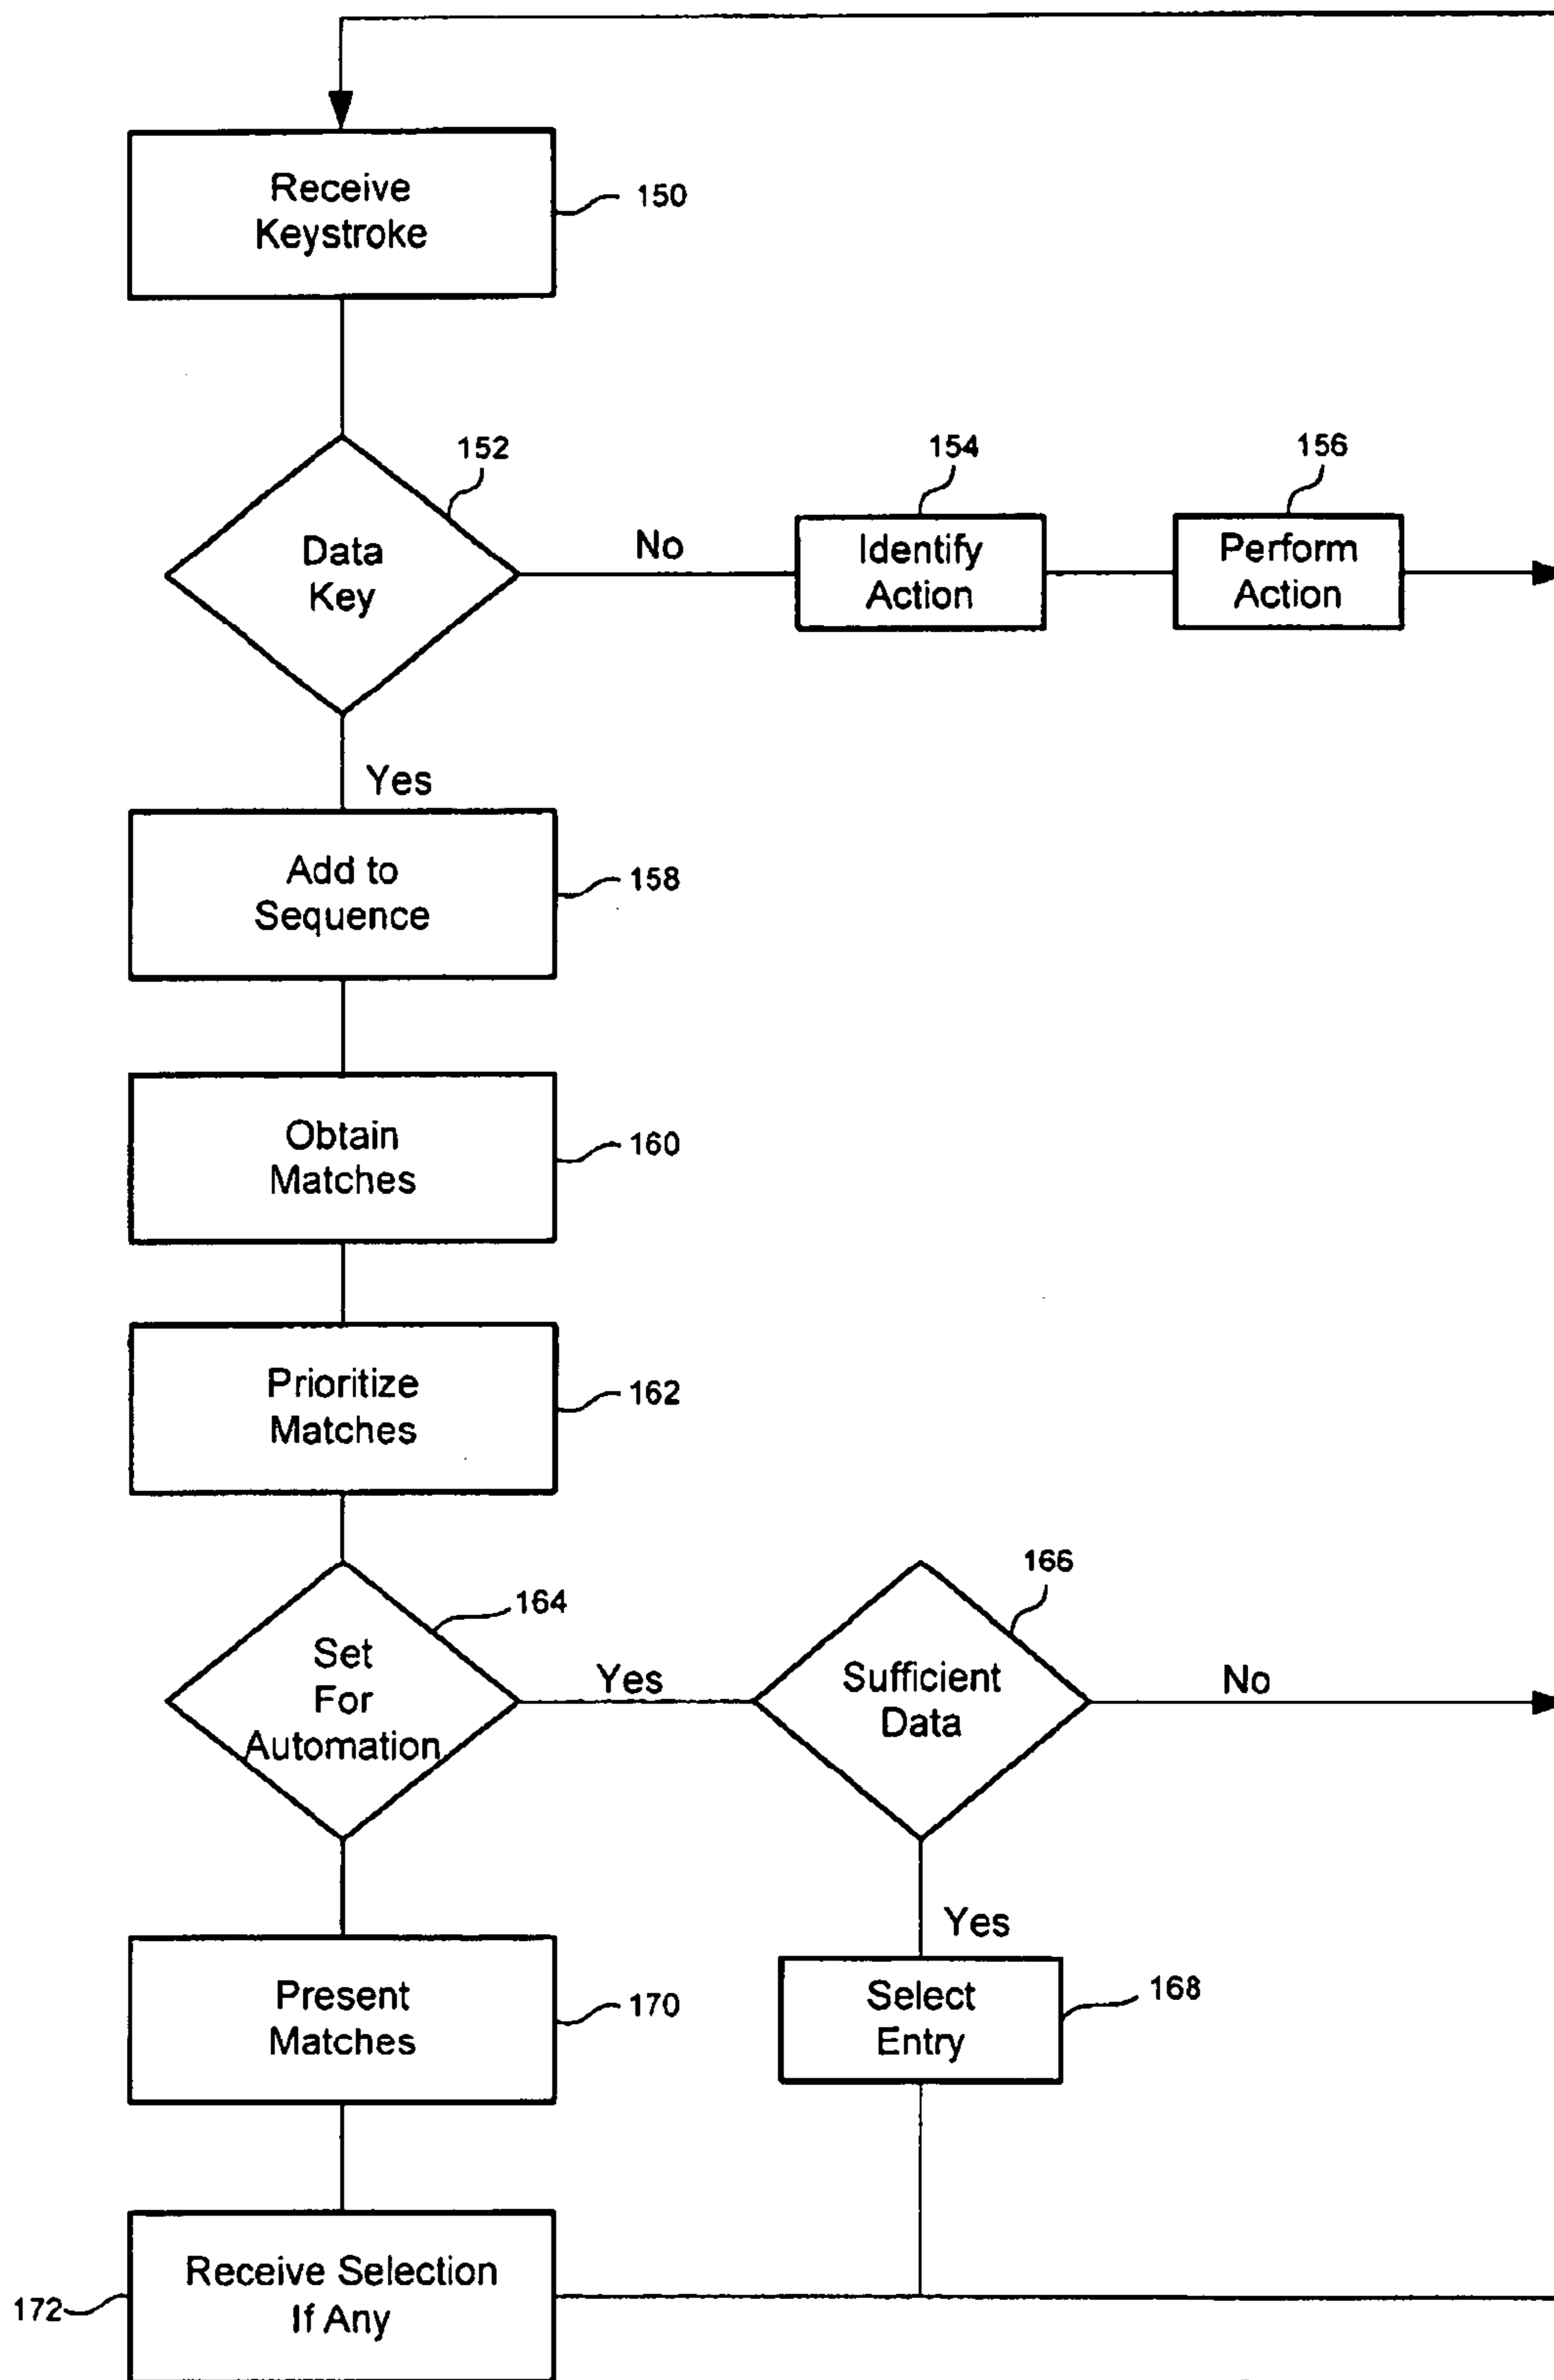 Receive
Keystroke
150
152
Data
Key
No
154
Identify
Action
156
Perform
Action
Yes
Add to
Sequence
158
Obtain
Matches
160
Prioritize
Matches
162
Set
For
Automation
164
Yes
166
Sufficient
Data
No
Yes
Present
Matches
170
Select
Entry
168
Receive Selection
If Any
172